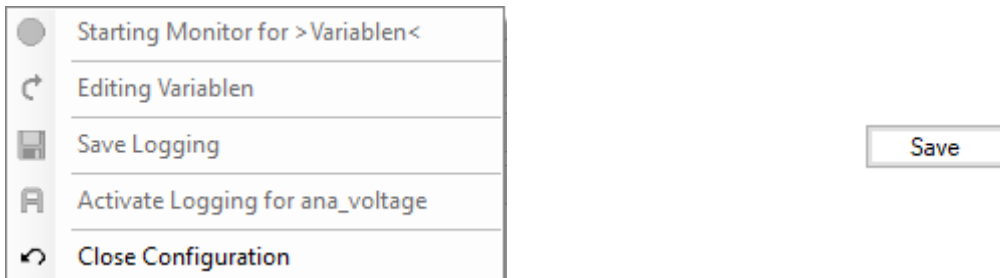 Starting Monitor for >Variablen<
Editing Variablen
Save Logging
Activate Logging for ana_voltage
Close Configuration
Save